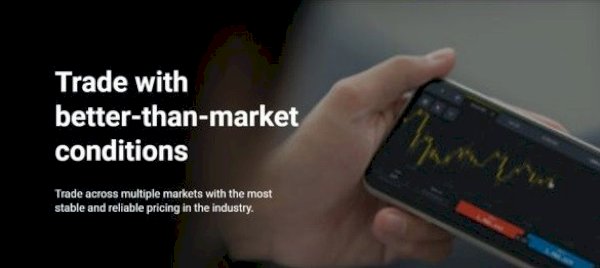 Trade with
better-than-market
conditions
Trade across multiple markets with the most
stable and reliable pricing in the industry.